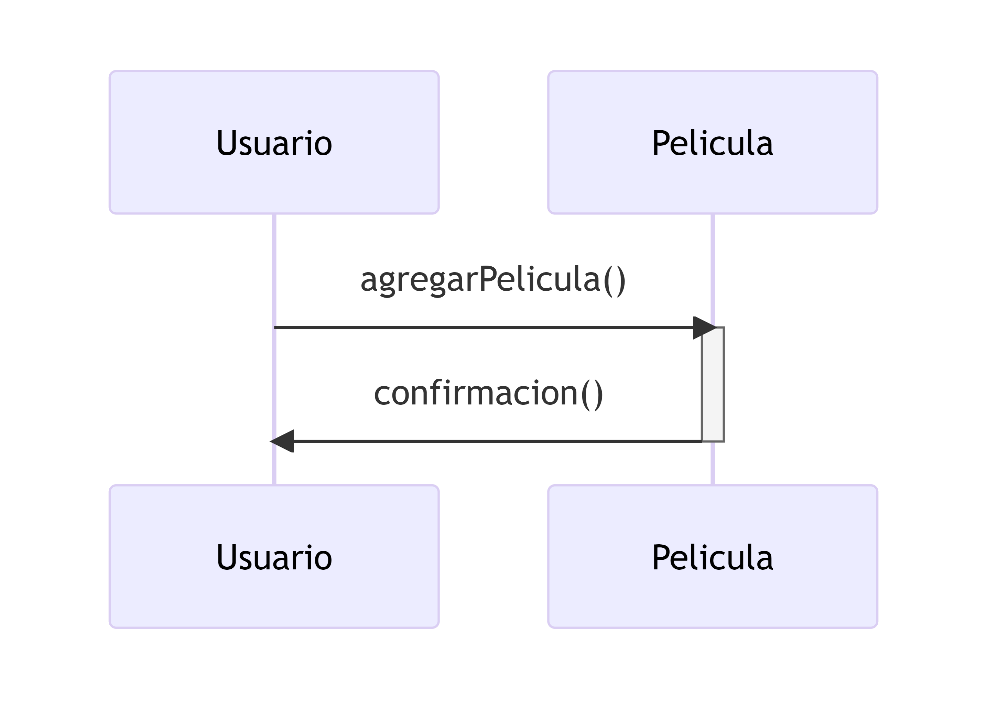 Usuario
Pelicula
agregarPelicula()
confirmacion()
Usuario
Pelicula